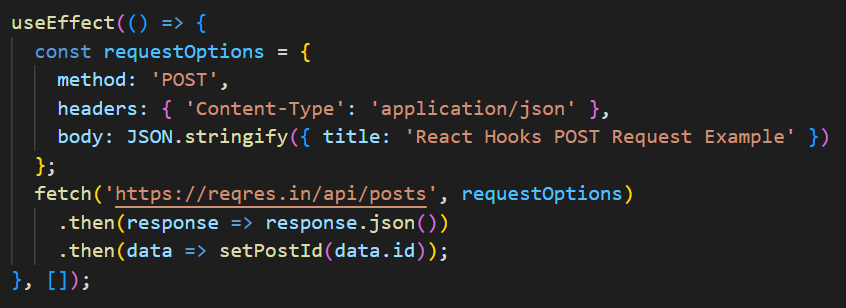 useEffect(() => {
  const requestOptions = {
    method: 'POST',
    headers: { 'Content-Type': 'application/json' },
    body: JSON.stringify({ title: 'React Hooks POST Request Example' })
  };
  fetch('https://reqres.in/api/posts', requestOptions)
    .then(response => response.json())
    .then(data => setPostId(data.id));
}, []);